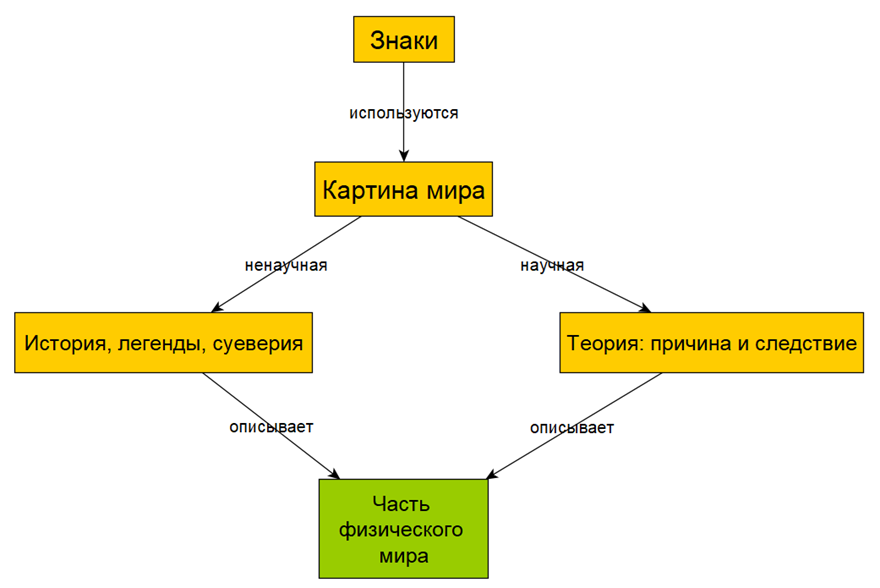 Знаки
используются
Картина мира
ненаучная
научная
История, легенды, суеверия
Теория: причина и следствие
описывает
описывает
Часть
физического
мира